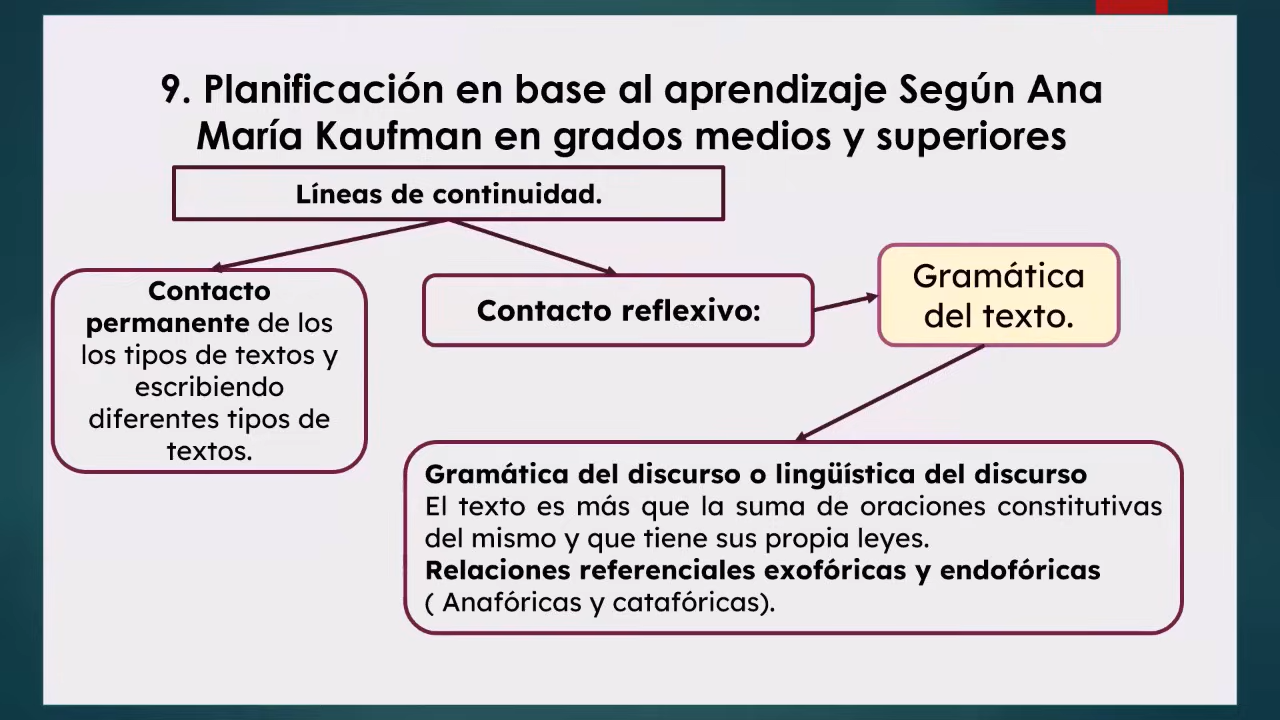 9. Planificación en base al aprendizaje Según Ana
María Kaufman en grados medios y superiores
Líneas de continuidad.
Contacto
permanente de los
los tipos de textos y
escribiendo
diferentes tipos de
textos.
Contacto reflexivo:
Gramática
del texto.
Gramática del discurso o lingüística del discurso
El texto es más que la suma de oraciones constitutivas
del mismo y que tiene sus propia leyes.
Relaciones referenciales exofóricas y endofóricas
( Anafóricas y catafóricas).